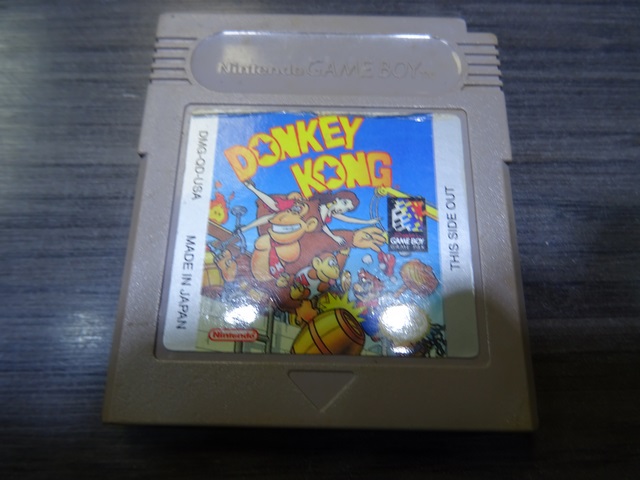 Nintendo GAME BOY
DONKEY
KONG
DMG-QD-USA
MADE IN JAPAN
THIS SIDE OUT
GAME BOY
Nintendo